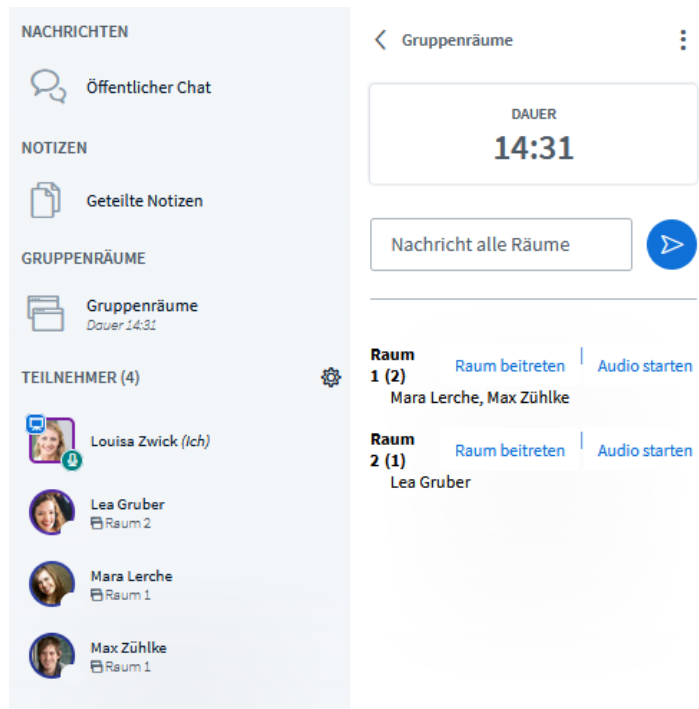 NACHRICHTEN
Öffentlicher Chat
NOTIZEN
Geteilte Notizen
GRUPPENRÄUME
Gruppenräume
Dauer 14:31
TEILNEHMER (4)
Louisa Zwick (Ich)
Lea Gruber
Raum 2
Mara Lerche
Raum 1
Max Zühlke
Raum 1
Gruppenräume
DAUER
14:31
Nachricht alle Räume
Raum
1 (2)
Raum beitreten | Audio starten
Mara Lerche, Max Zühlke
Raum
2 (1)
Raum beitreten | Audio starten
Lea Gruber